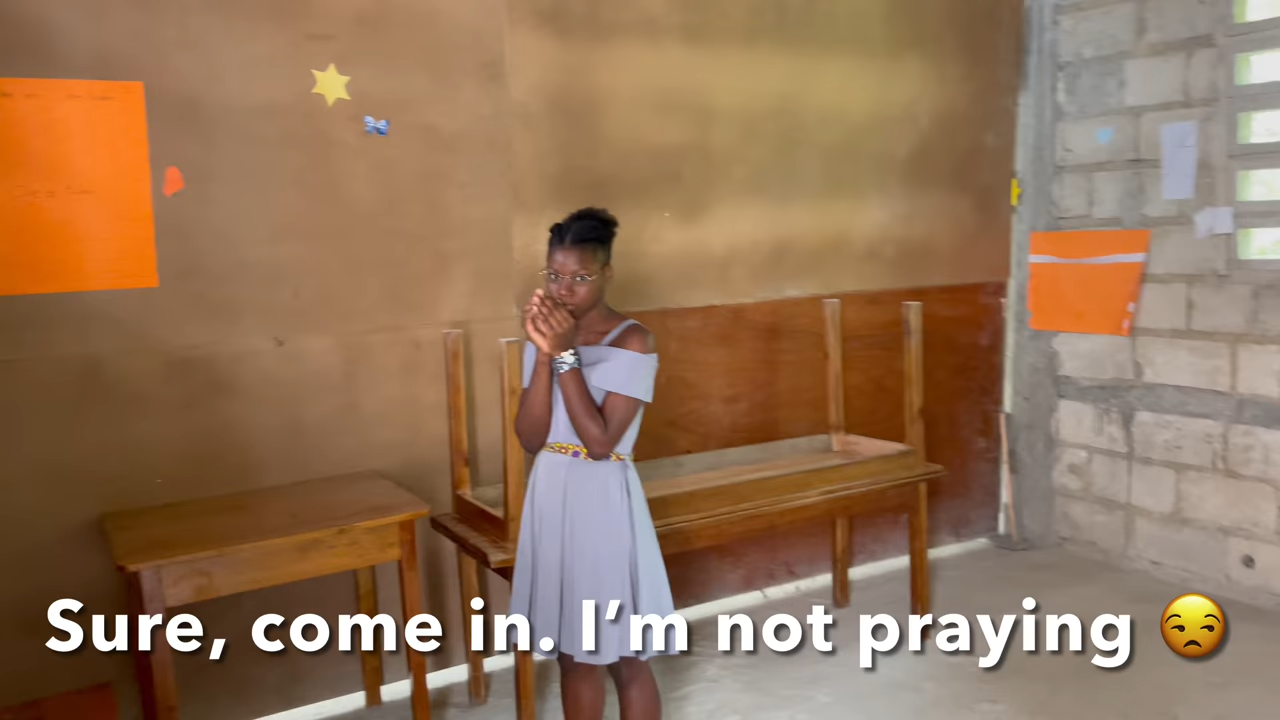 Sure, come in. I'm not praying 😒